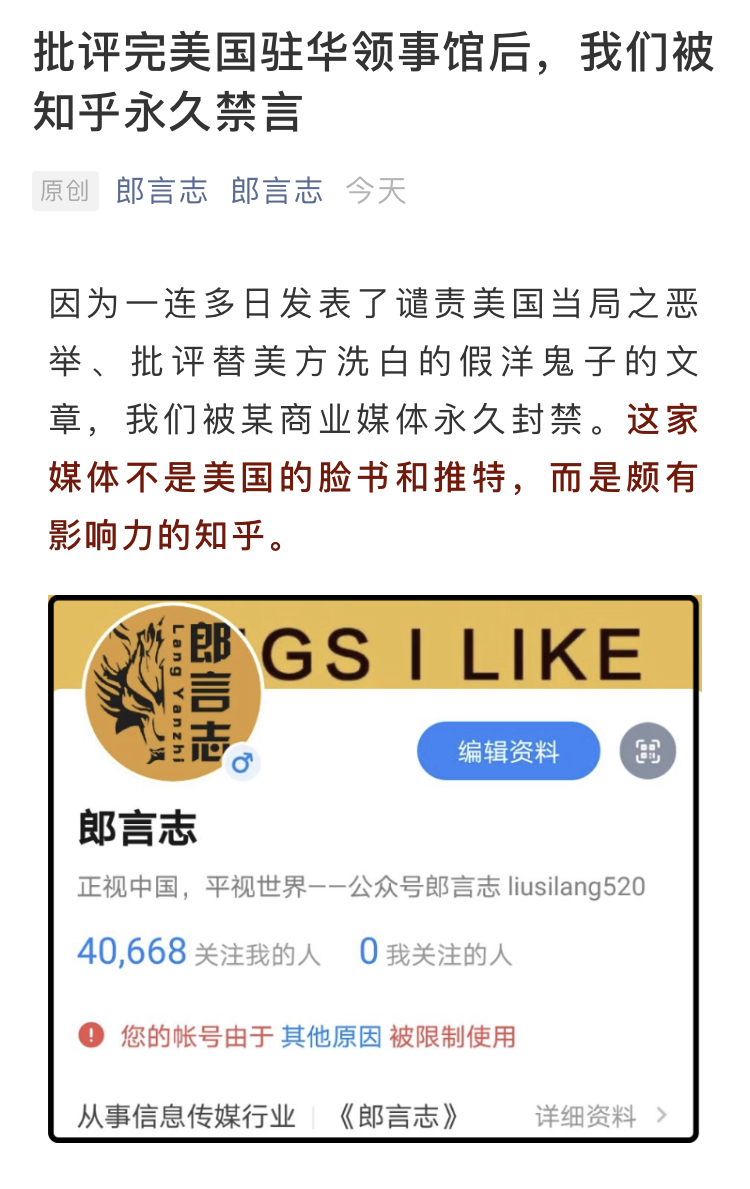 批评完美国驻华领事馆后，我们被
知乎永久禁言
原创 郎言志 郎言志 今天
因为一连多日发表了谴责美国当局之恶
举、批评替美方洗白的假洋鬼子的文
章，我们被某商业媒体永久封禁。这家
媒体不是美国的脸书和推特，而是颇有
影响力的知乎。
GS I LIKE
郎言志
Lang Yanzhi
编辑资料
郎言志
正视中国，平视世界——公众号郎言志 liusilang520
40,668 关注我的人 0 我关注的人
您的帐号由于 其他原因 被限制使用
从事信息传媒行业 《郎言志》 详细资料